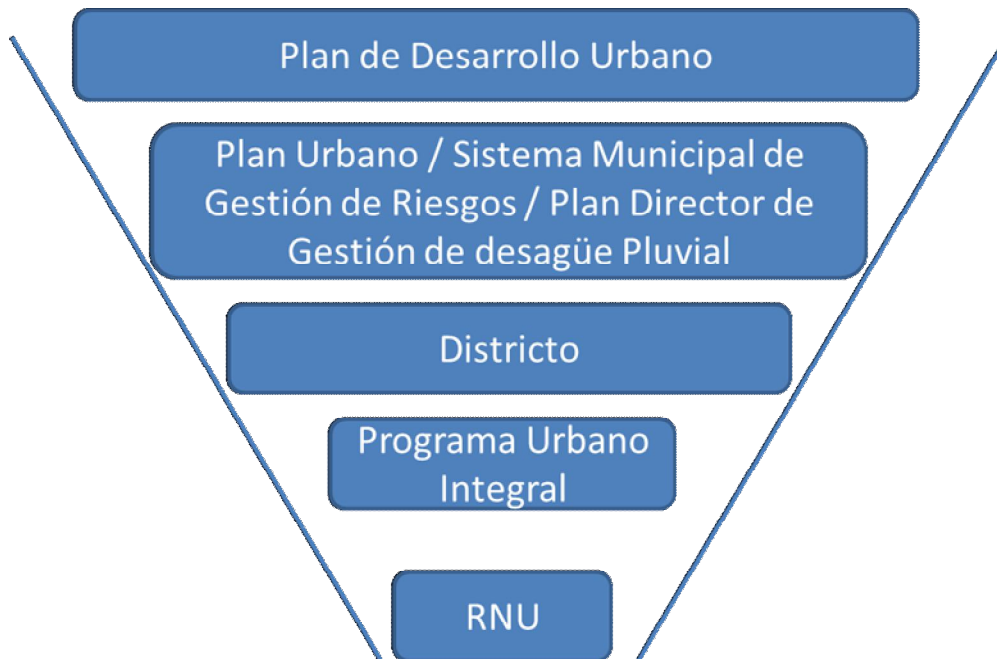 Plan de Desarrollo Urbano
Plan Urbano / Sistema Municipal de
Gestión de Riesgos / Plan Director de
Gestión de desagüe Pluvial
Districto
Programa Urbano
Integral
RNU